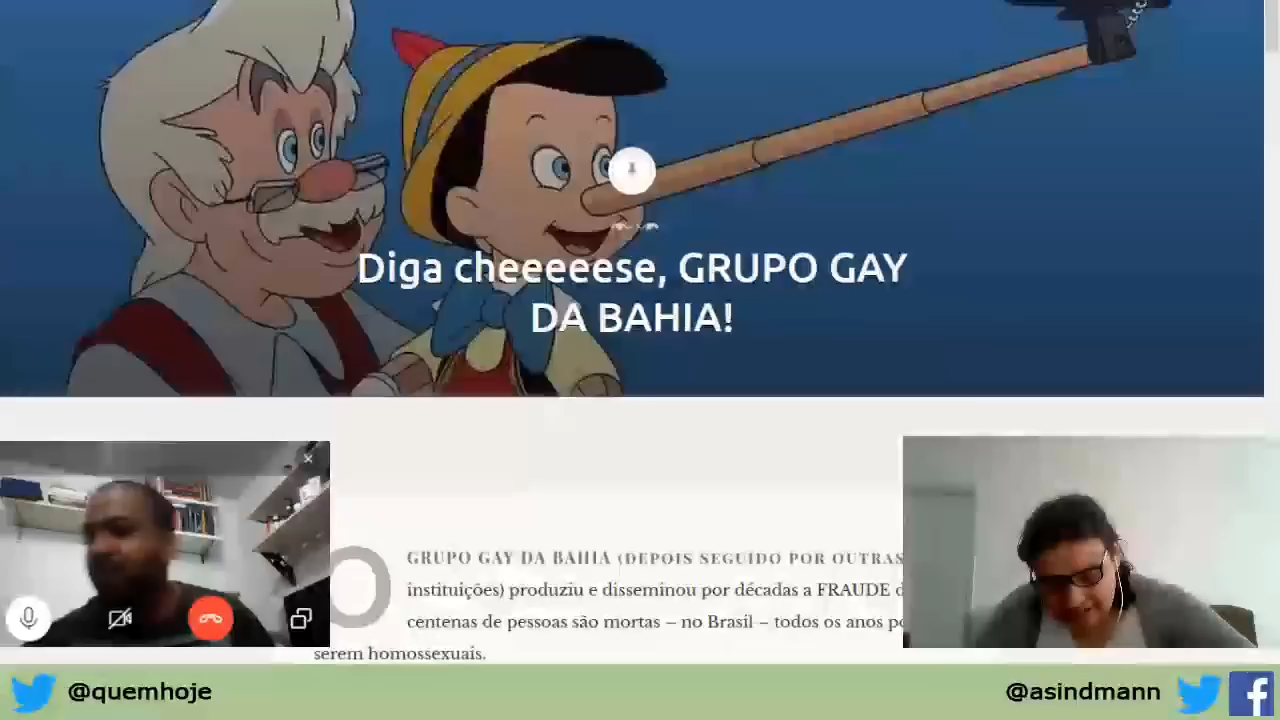 Diga cheeeeese, GRUPO GAY
DA BAHIA!
O GRUPO GAY DA BAHIA (DEPOIS SEGUIDO POR OUTRAS
instituições) produziu e disseminou por décadas a FRAUDE
centenas de pessoas são mortas – no Brasil – todos os anos
serem homossexuais.
@quemhoje
@asindmann